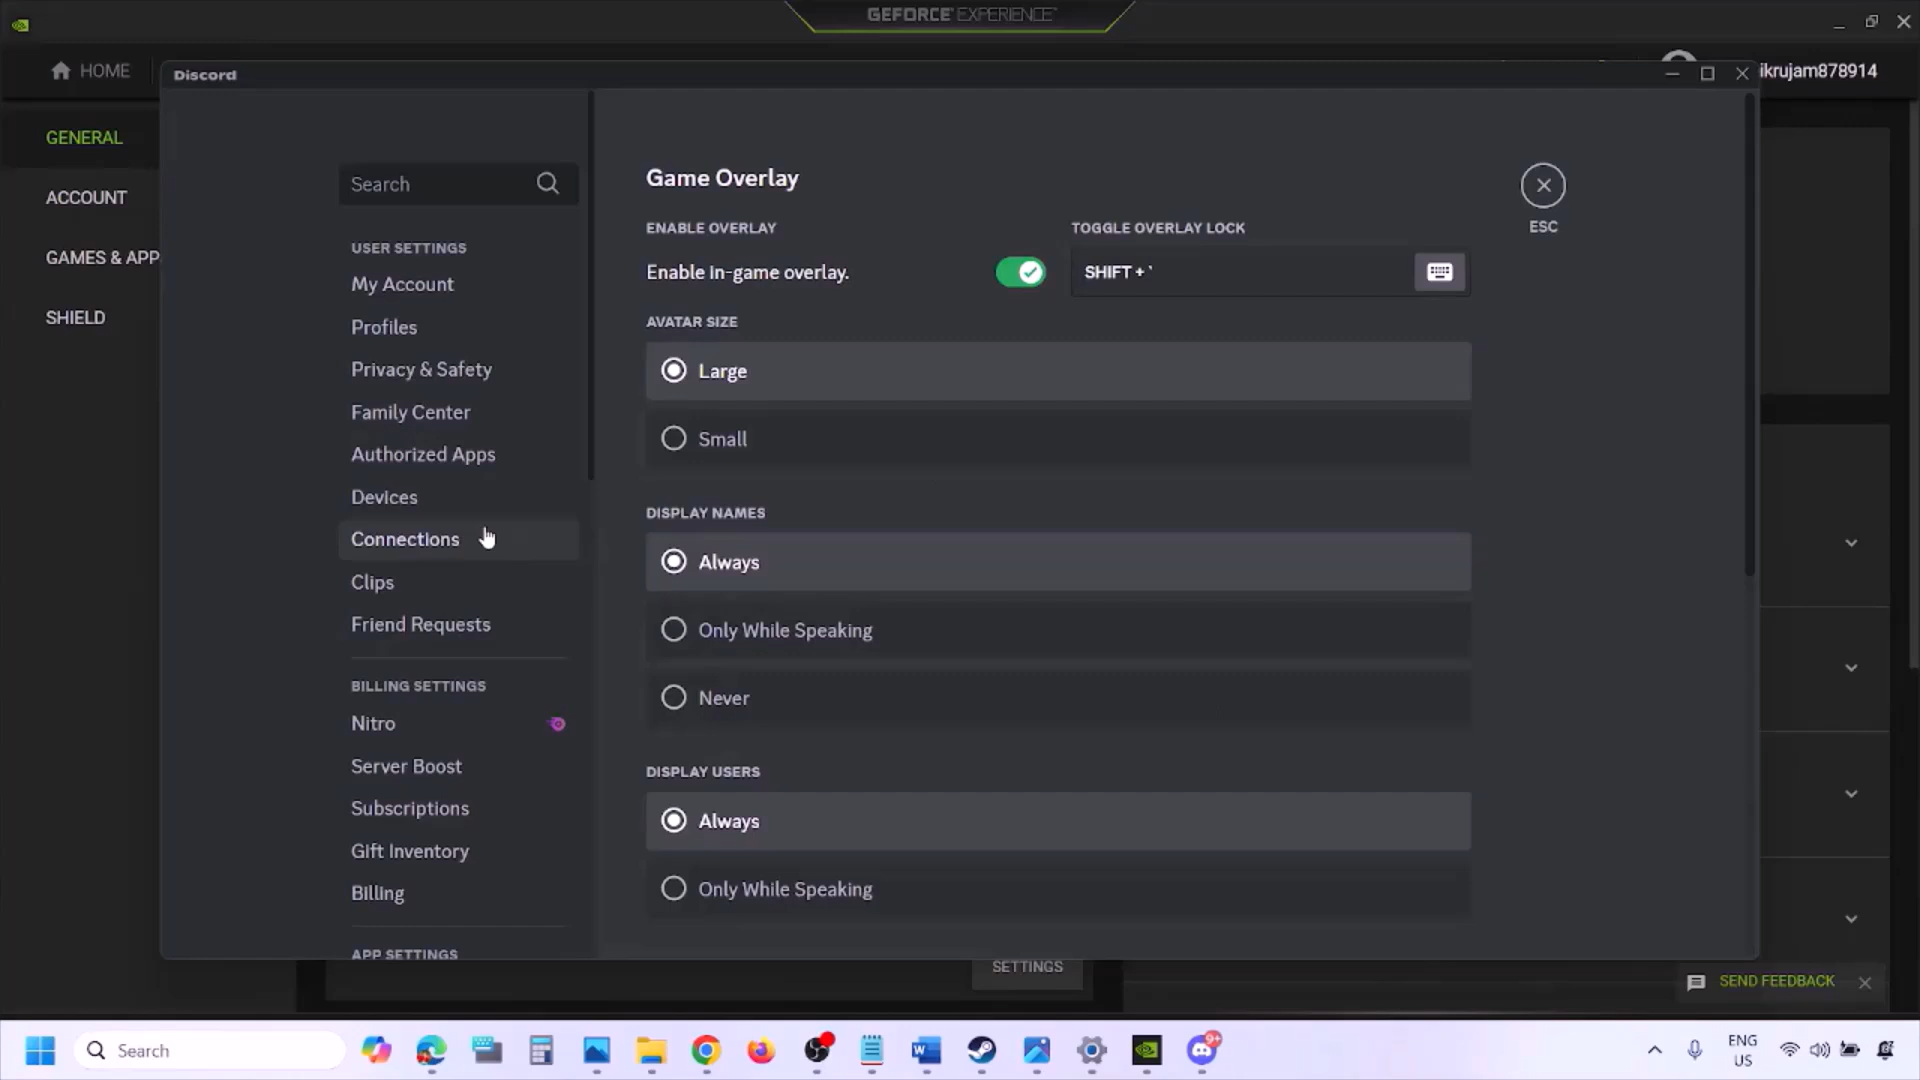 GEFORCE EXPERIENCE
HOME
ikrujam878914
GENERAL
ACCOUNT
GAMES & APP
SHIELD
Discord
Search
USER SETTINGS
My Account
Profiles
Privacy & Safety
Family Center
Authorized Apps
Devices
Connections
Clips
Friend Requests
BILLING SETTINGS
Nitro
Server Boost
Subscriptions
Gift Inventory
Billing
APP SETTINGS
Game Overlay
ESC
ENABLE OVERLAY
Enable in-game overlay.
TOGGLE OVERLAY LOCK
SHIFT + `
AVATAR SIZE
Large
Small
DISPLAY NAMES
Always
Only While Speaking
Never
DISPLAY USERS
Always
Only While Speaking
SETTINGS
SEND FEEDBACK
Search
9+
ENG
US